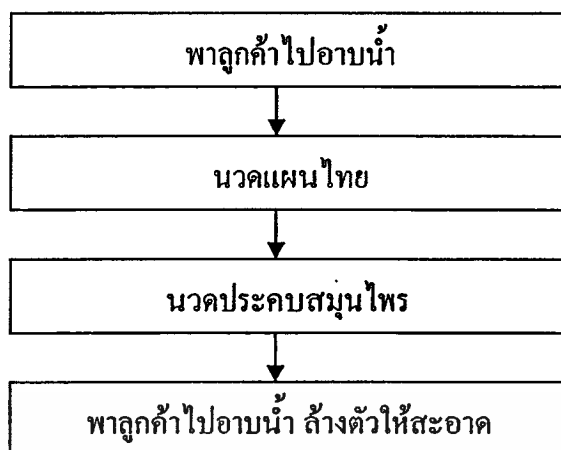 พาลูกค้าไปอาบน้ำ
นวดแผนไทย
นวดประคบสมุนไพร
พาลูกค้าไปอาบน้ำ ล้างตัวให้สะอาด